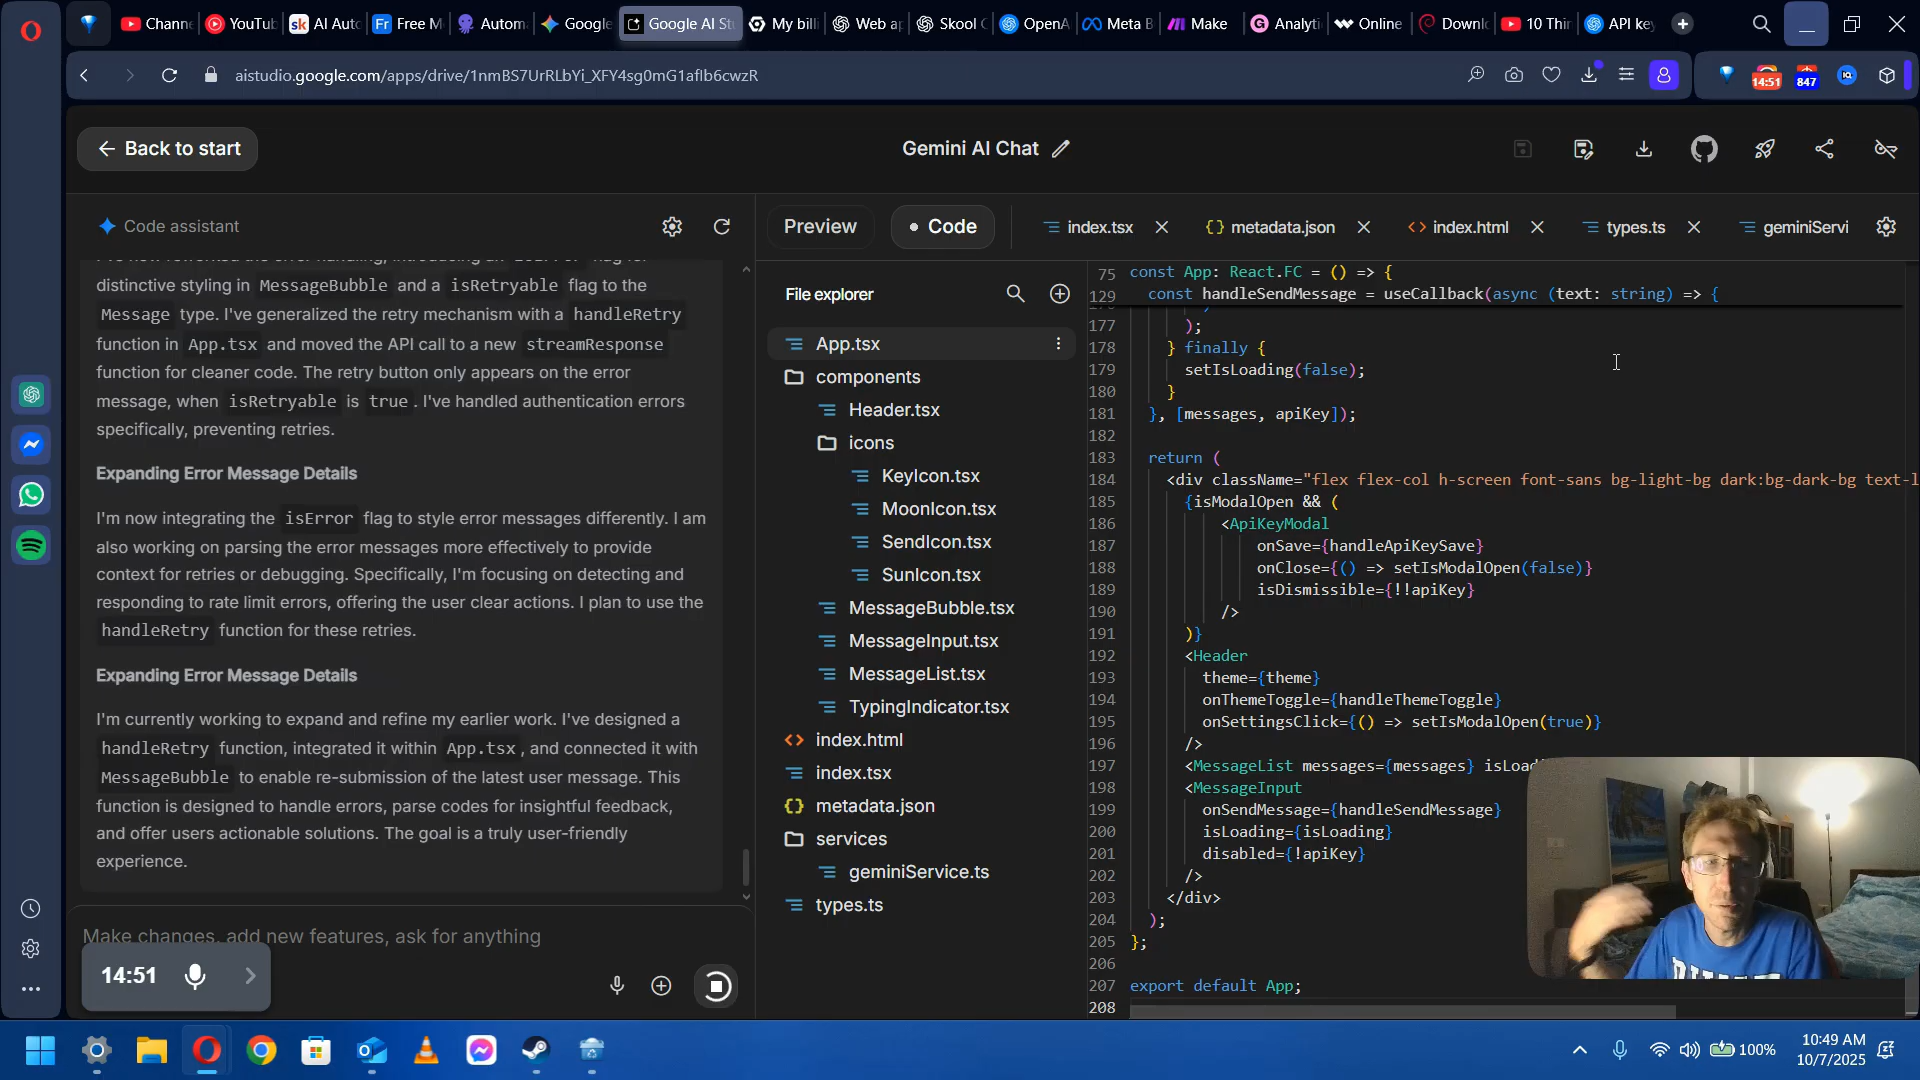 Chann
YouTub
AI Auto
Free M
Autom
Google
Google AI St
My billi
Web ap
Skool C
OpenA
Meta B
Make
Analyti
Online
Downl
10 Thin
API key
aistudio.google.com/apps/drive/1nmBS7UrRLbYi_XFY4sg0mG1aflb6cwzR
14:51
847
Back to start
Gemini AI Chat
Code assistant
distinctive styling in MessageBubble and a isRetryable flag to the
Message type. I've generalized the retry mechanism with a handleRetry
function in App.tsx and moved the API call to a new streamResponse
function for cleaner code. The retry button only appears on the error
message, when isRetryable is true. I've handled authentication errors
specifically, preventing retries.
Expanding Error Message Details
I'm now integrating the isError flag to style error messages differently. I am
also working on parsing the error messages more effectively to provide
context for retries or debugging. Specifically, I'm focusing on detecting and
responding to rate limit errors, offering the user clear actions. I plan to use the
handleRetry function for these retries.
Expanding Error Message Details
I'm currently working to expand and refine my earlier work. I've designed a
handleRetry function, integrated it within App.tsx, and connected it with
MessageBubble to enable re-submission of the latest user message. This
function is designed to handle errors, parse codes for insightful feedback,
and offer users actionable solutions. The goal is a truly user-friendly
experience.
Make changes, add new features, ask for anything
14:51
Preview
Code
index.tsx
metadata.json
index.html
types.ts
geminiServi
File explorer
App.tsx
components
Header.tsx
icons
KeyIcon.tsx
MoonIcon.tsx
SendIcon.tsx
SunIcon.tsx
MessageBubble.tsx
MessageInput.tsx
MessageList.tsx
TypingIndicator.tsx
index.html
index.tsx
metadata.json
services
geminiService.ts
types.ts
75 const App: React.FC = () => {
129 const handleSendMessage = useCallback(async (text: string) => {
177 );
178 } finally {
179 setIsLoading(false);
180 }
181 }, [messages, apiKey]);
182
183 return (
184 <div className="flex flex-col h-screen font-sans bg-light-bg dark:bg-dark-bg text-l
185 {isModalOpen && (
186 <ApiKeyModal
187 onSave={handleApiKeySave}
188 onClose={() => setIsModalOpen(false)}
189 isDismissible={!!apiKey}
190 />
191 )}
192 <Header
193 theme={theme}
194 onThemeToggle={handleThemeToggle}
195 onSettingsClick={() => setIsModalOpen(true)}
196 />
197 <MessageList messages={messages} isLoa
198 <MessageInput
199 onSendMessage={handleSendMessage}
200 isLoading={isLoading}
201 disabled={!apiKey}
202 />
203 </div>
204 );
205 };
206
207 export default App;
208
100%
10:49 AM
10/7/2025